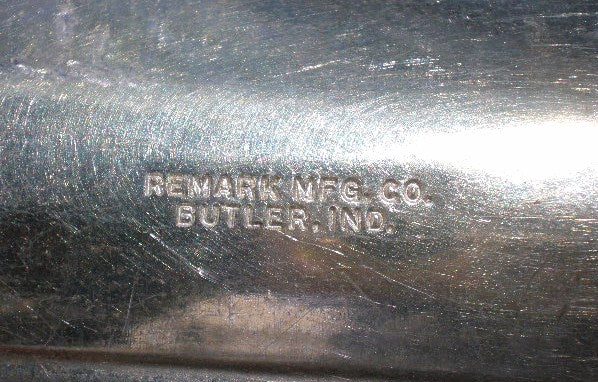 REMARK MFG. CO.
BUTLER, IND.